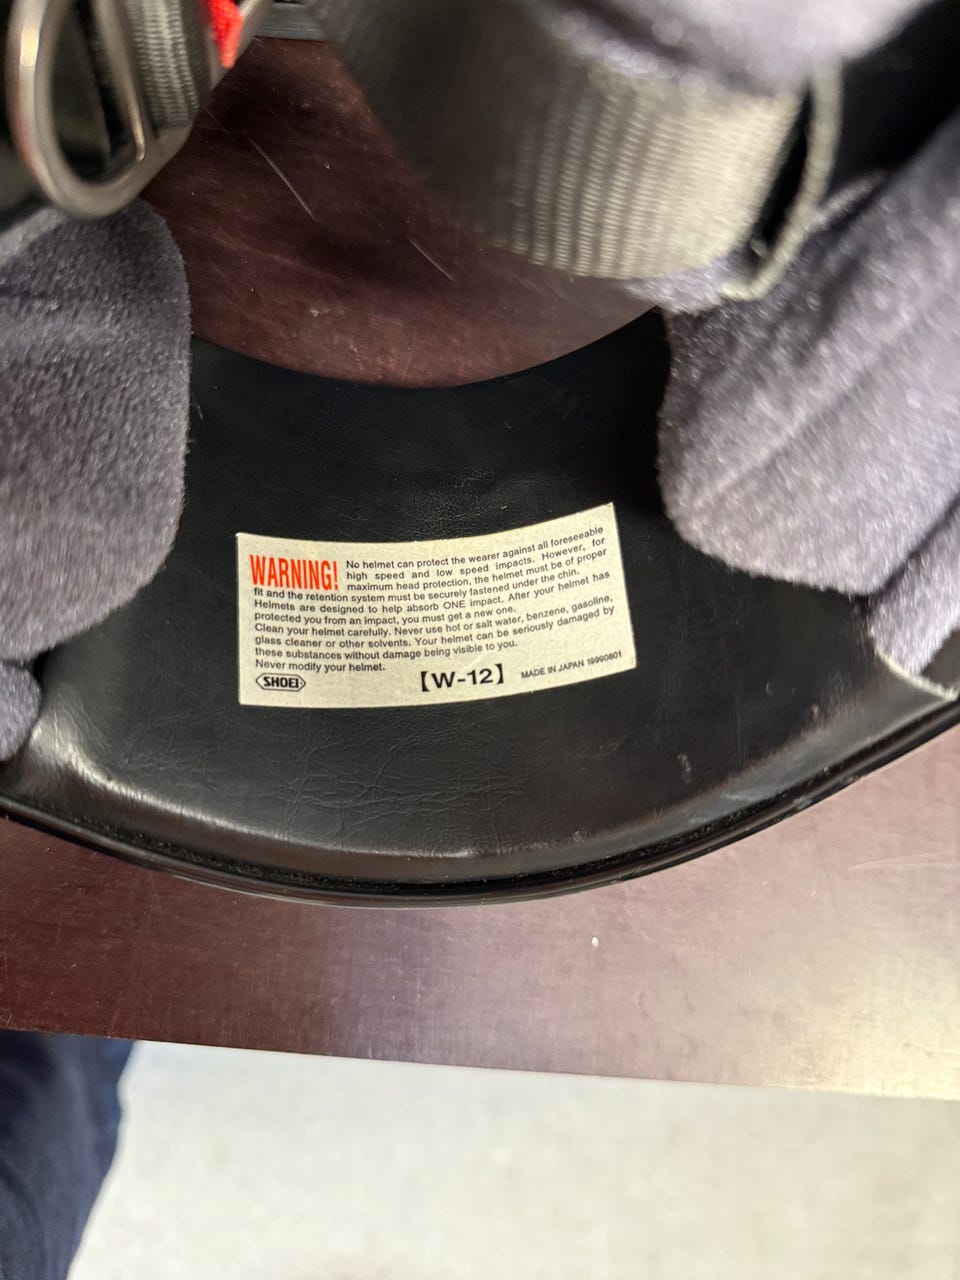 WARNING! No helmet can protect the wearer against all foreseeable
high speed and low speed impacts. However, for
maximum head protection, the helmet must be of proper
fit and the retention system must be securely fastened under the chin.
Helmets are designed to help absorb ONE impact. After your helmet has
protected you from an impact, you must get a new one.
Clean your helmet carefully. Never use hot or salt water, benzene, gasoline,
glass cleaner or other solvents. Your helmet can be seriously damaged by
these substances without damage being visible to you.
Never modify your helmet.
SHOEI 【W-12】 MADE IN JAPAN 19990801